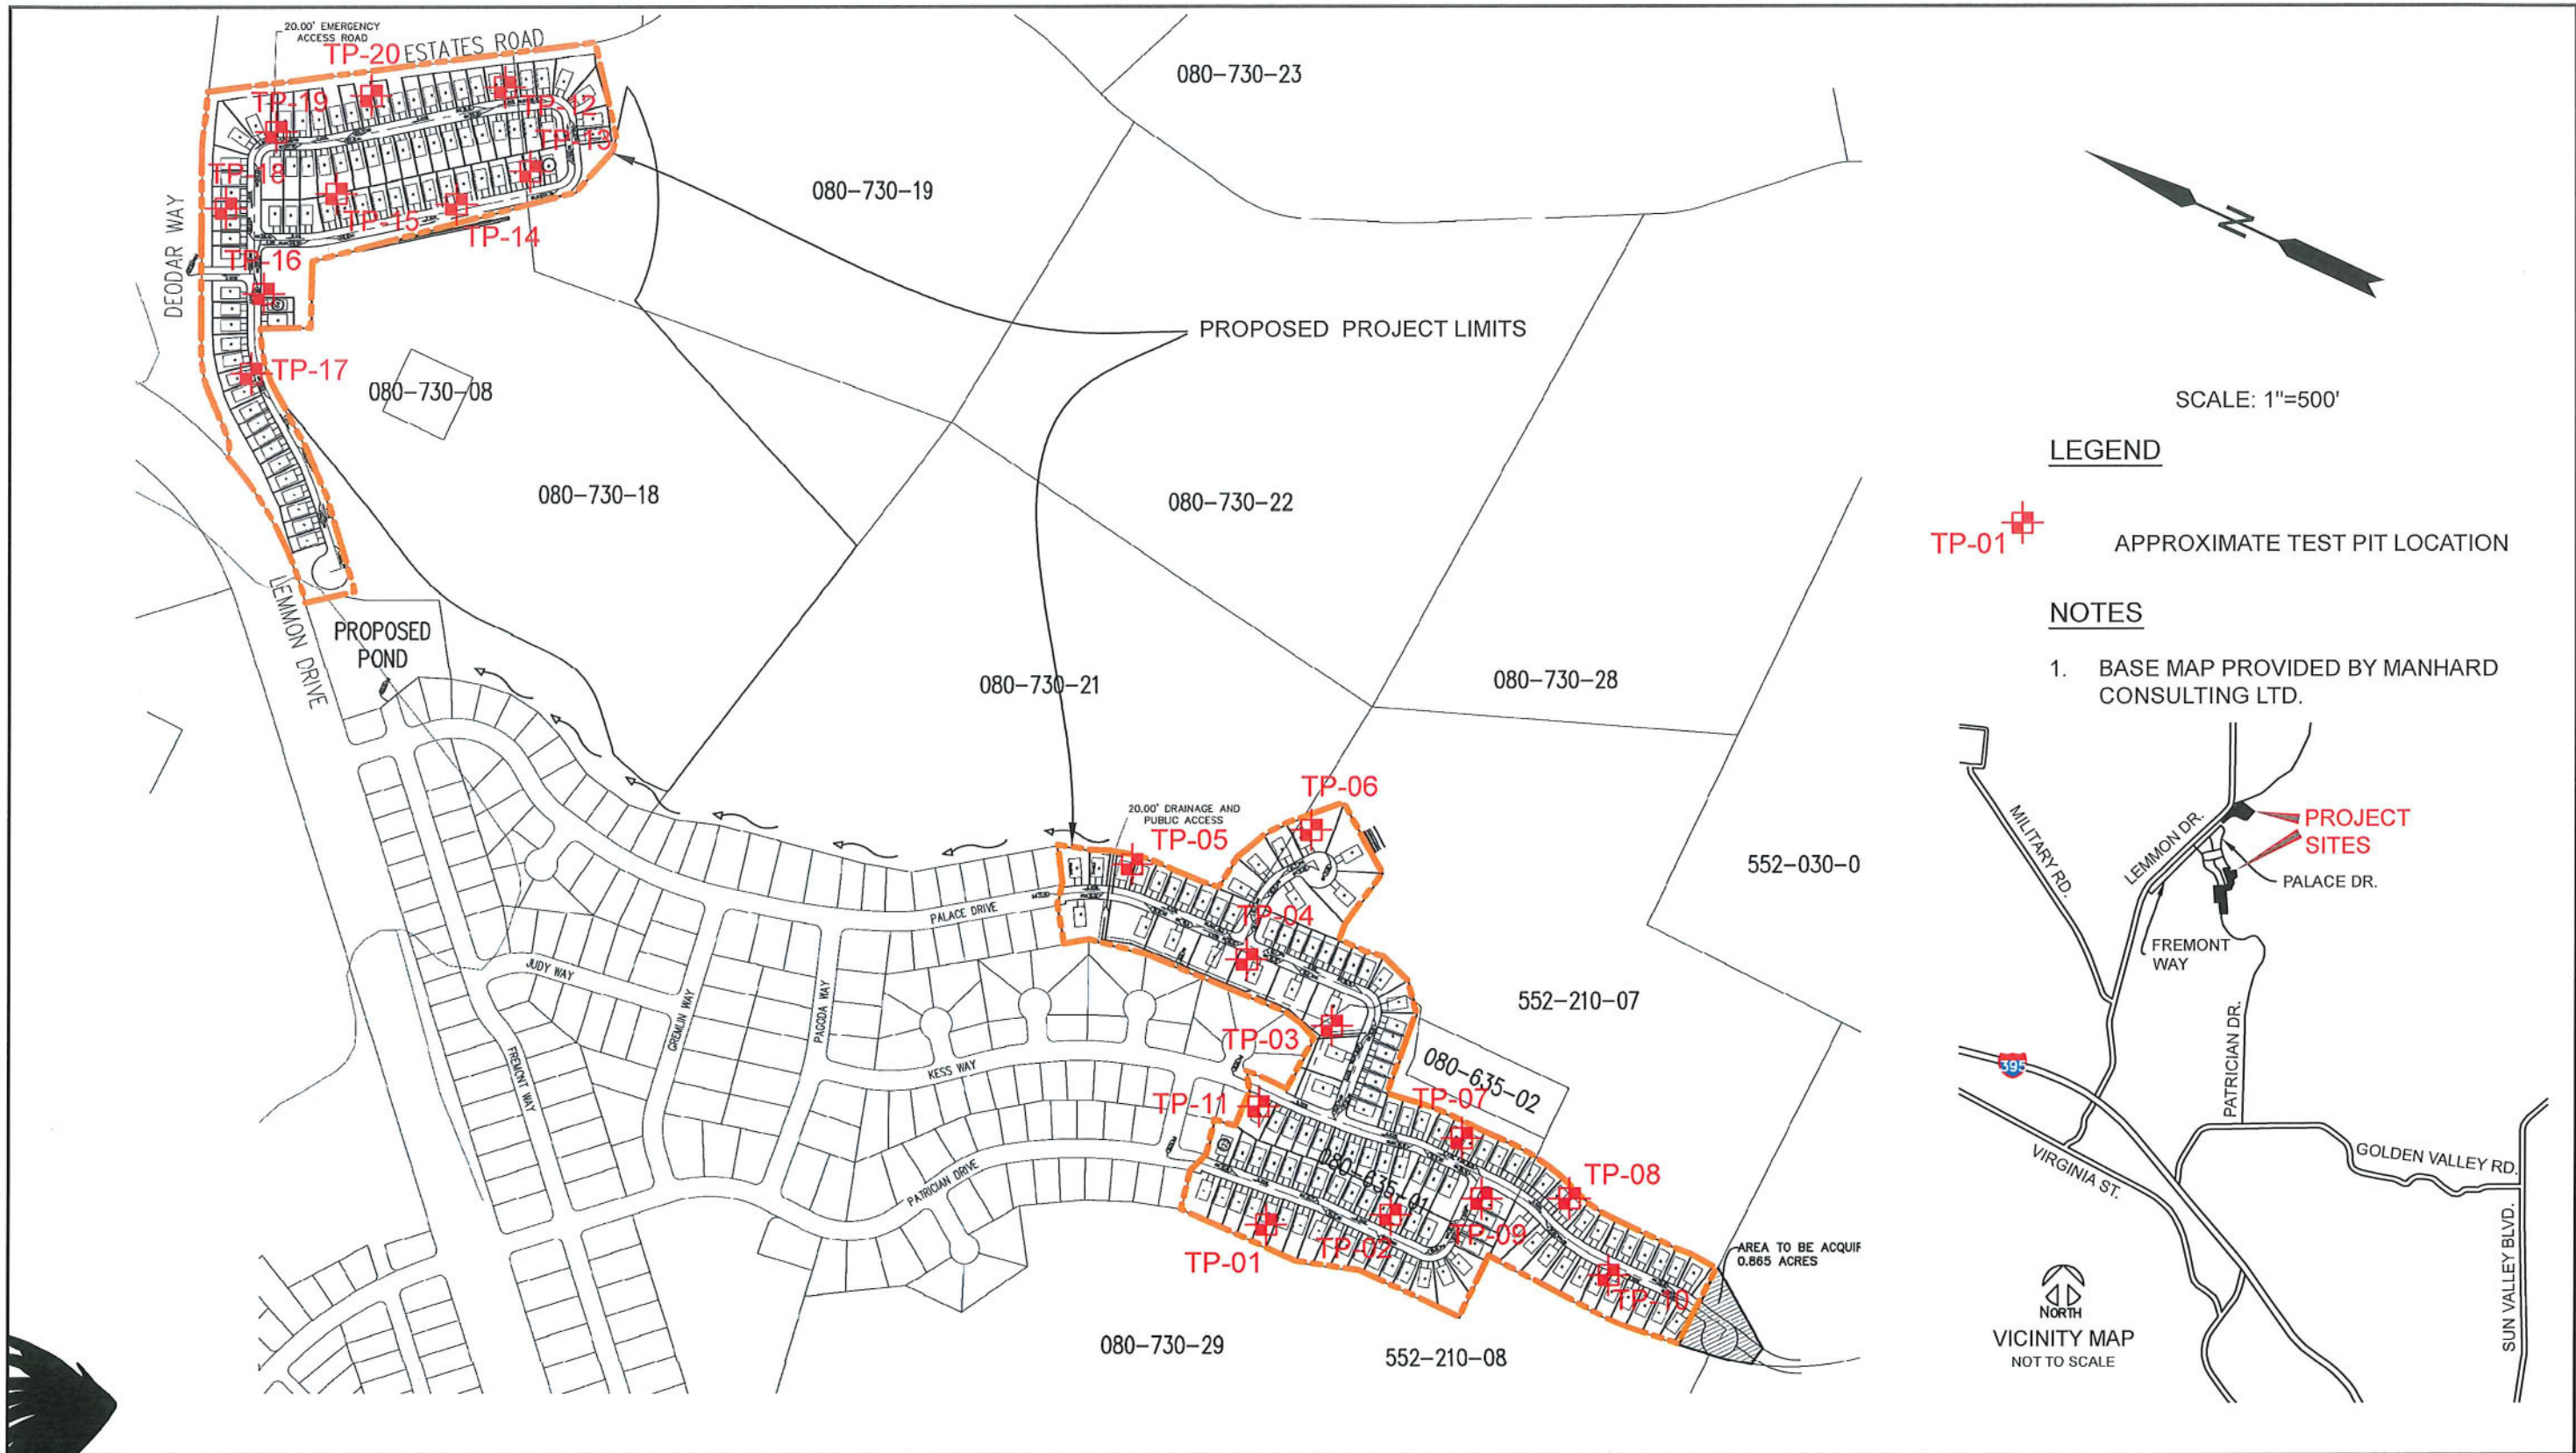 20.00' EMERGENCY
ACCESS ROAD
ESTATES ROAD
TP-20
TP-19
TP-12
TP-13
TP-18
TP-15
TP-14
TP-16
TP-17
DEODAR WAY
080-730-23
080-730-19
PROPOSED PROJECT LIMITS
080-730-08
080-730-18
080-730-22
LEMMON DRIVE
PROPOSED
POND
080-730-21
080-730-28
20.00' DRAINAGE AND
PUBLIC ACCESS
TP-06
TP-05
TP-04
TP-03
552-030-0
552-210-07
PALACE DRIVE
JUDY WAY
GREMLIN WAY
PAGODA WAY
FREMONT WAY
KESS WAY
PATRICIAN DRIVE
TP-11
080-635-02
TP-07
080-635-01
TP-08
TP-09
TP-02
TP-01
TP-10
AREA TO BE ACQUIF
0.865 ACRES
080-730-29
552-210-08
N
SCALE: 1"=500'
LEGEND
TP-01
APPROXIMATE TEST PIT LOCATION
NOTES
1. BASE MAP PROVIDED BY MANHARD
CONSULTING LTD.
MILITARY RD.
LEMMON DR.
PROJECT
SITES
PALACE DR.
FREMONT
WAY
395
PATRICIAN DR.
VIRGINIA ST.
GOLDEN VALLEY RD.
SUN VALLEY BLVD.
NORTH
VICINITY MAP
NOT TO SCALE